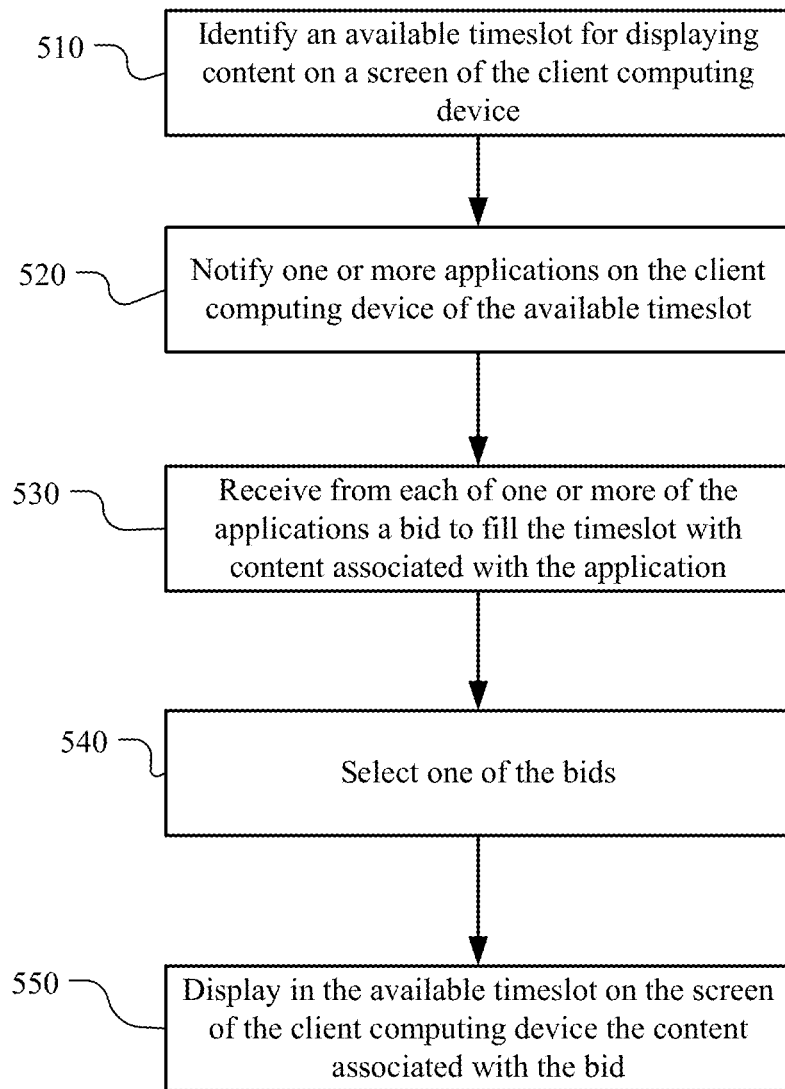 510
Identify an available timeslot for displaying
content on a screen of the client computing
device
520
Notify one or more applications on the client
computing device of the available timeslot
530
Receive from each of one or more of the
applications a bid to fill the timeslot with
content associated with the application
540
Select one of the bids
550
Display in the available timeslot on the screen
of the client computing device the content
associated with the bid